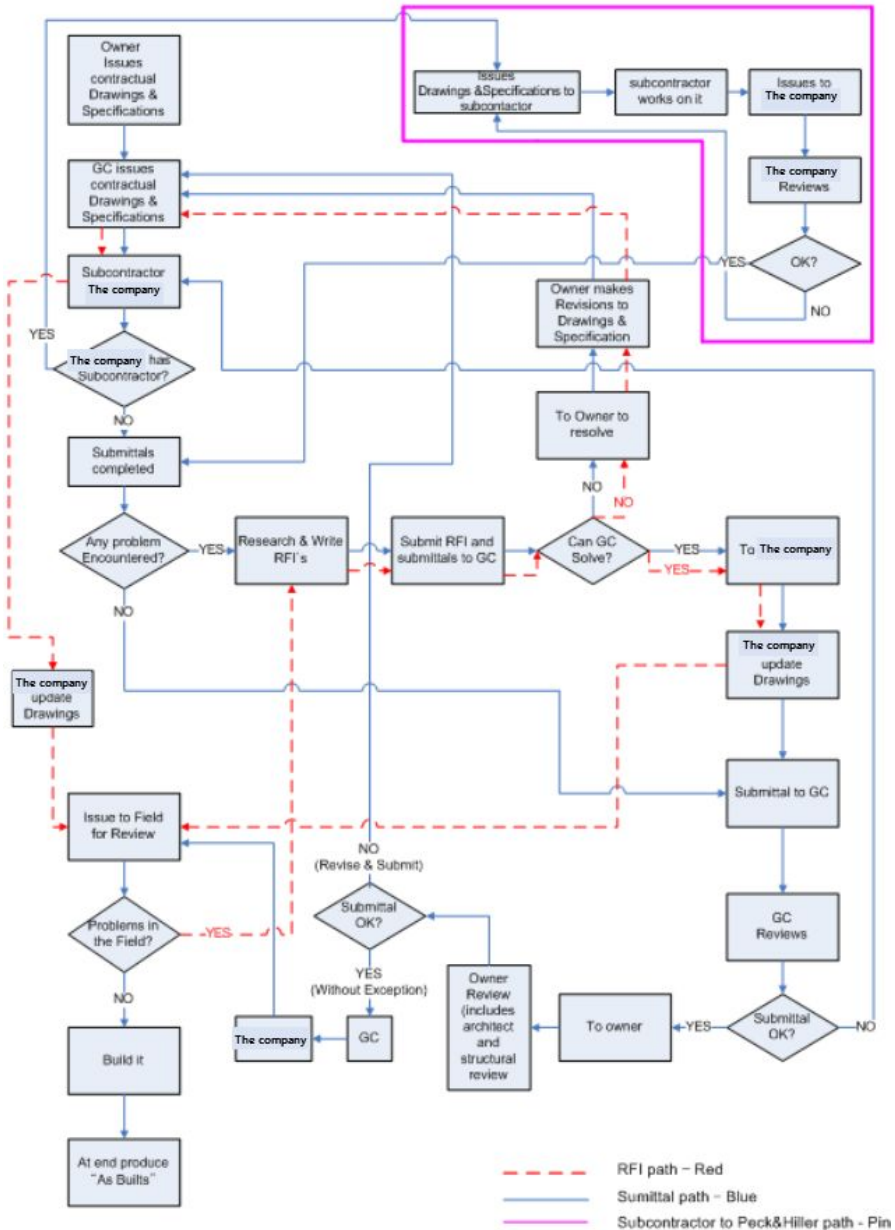 Owner
Issues
contractual
Drawings &
Specifications
Issues
Drawings &Specifications to
subcontactor
subcontractor
works on it
Issues to
The company
The company
Reviews
OK?
YES
NO
GC issues
contractual
Drawings &
Specifications
Subcontractor
The company
YES
The company has
Subcontractor?
NO
Owner makes
Revisions to
Drawings &
Specification
To Owner to
resolve
NO
NO
Submittals
completed
Any problem
Encountered?
YES
NO
Research & Write
RFI`s
Submit RFI and
submittals to GC
Can GC
Solve?
YES
YES
To The company
The company
update
Drawings
The company
update
Drawings
Submittal to GC
Issue to Field
for Review
NO
(Revise & Submit)
Problems in
the Field?
YES
NO
Submittal
OK?
YES
(Without Exception)
GC
Reviews
Owner
Review
(includes
architect
and
structural
review
To owner
YES
Submittal
OK?
NO
The company
GC
Build it
At end produce
"As Builts"
RFI path – Red
Sumittal path – Blue
Subcontractor to Peck&Hiller path - Pin